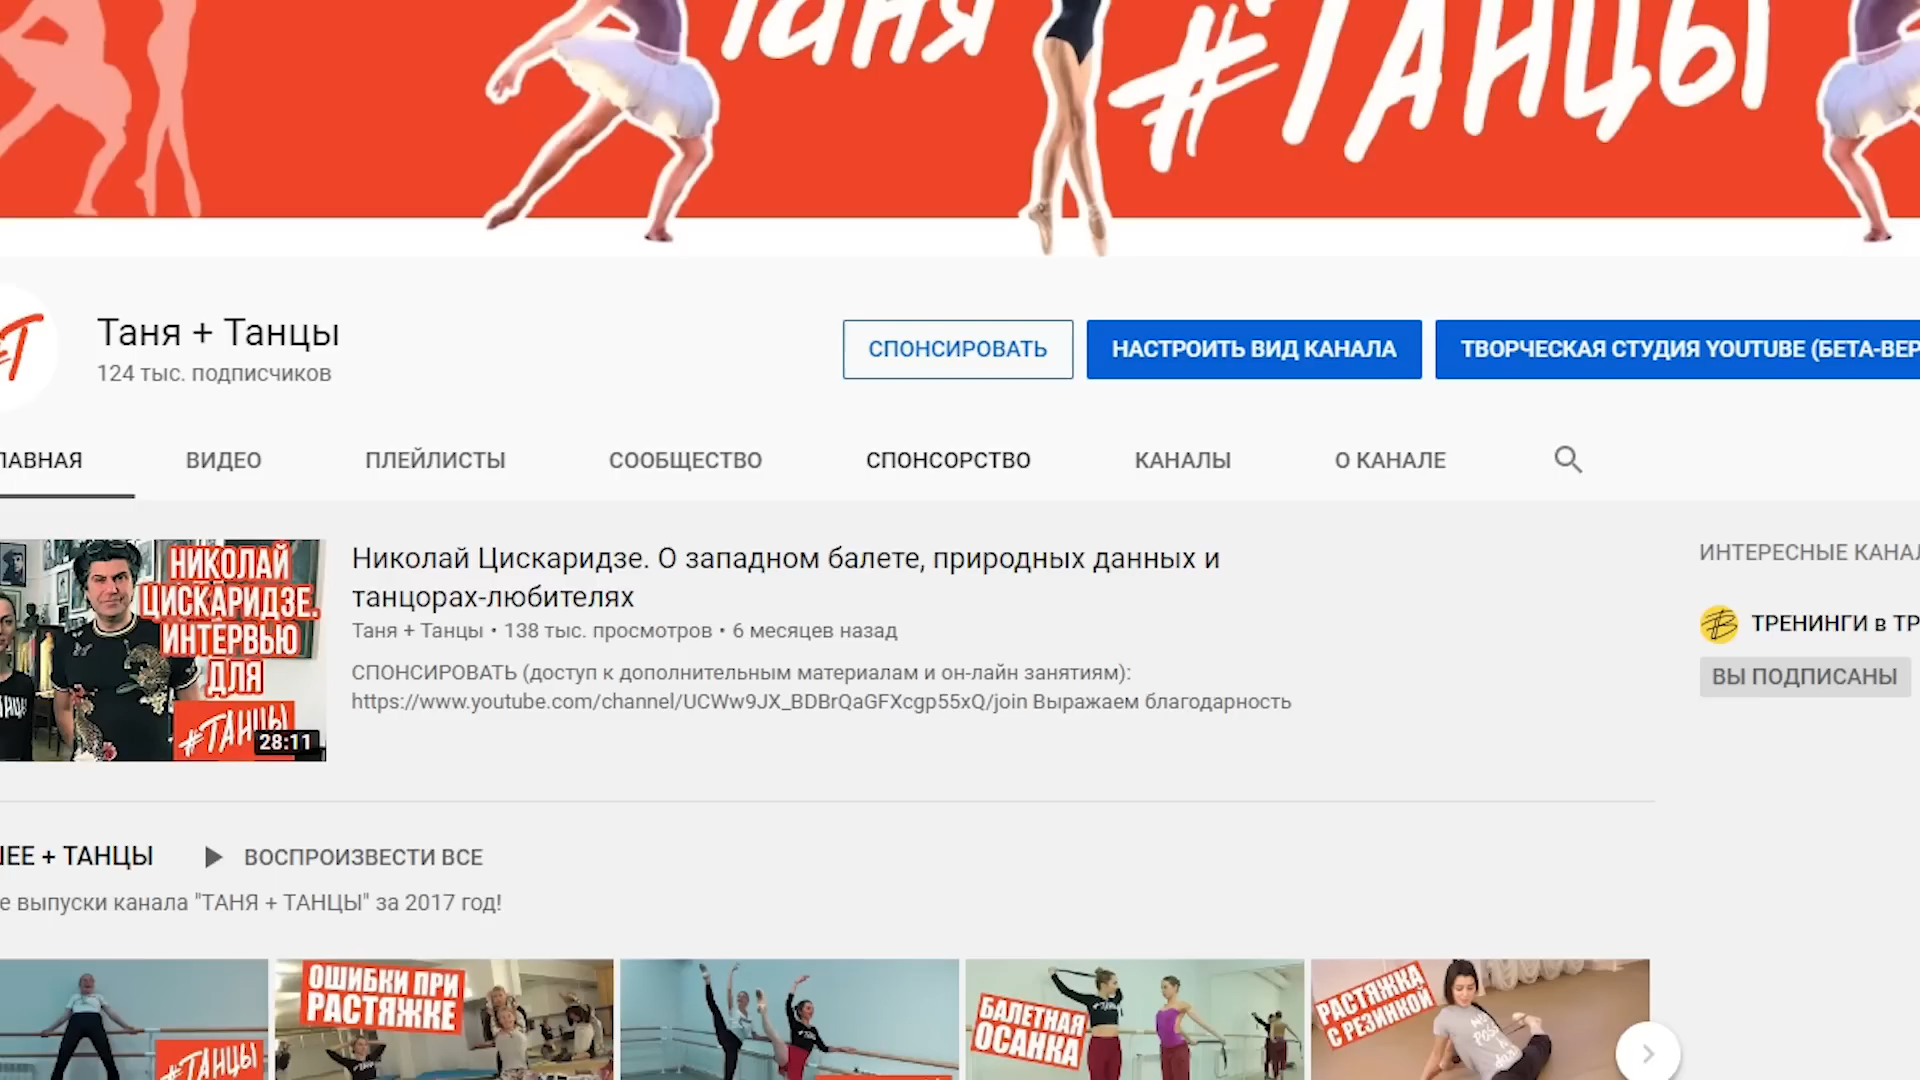 Таня #ТАНЦЫ
Таня + Танцы
124 тыс. подписчиков
СПОНСИРОВАТЬ
НАСТРОИТЬ ВИД КАНАЛА
ТВОРЧЕСКАЯ СТУДИЯ YOUTUBE (БЕТА-ВЕР
ЛАВНАЯ
ВИДЕО
ПЛЕЙЛИСТЫ
СООБЩЕСТВО
СПОНСОРСТВО
КАНАЛЫ
О КАНАЛЕ
НИКОЛАЙ
ЦИСКАРИДЗЕ.
ИНТЕРВЬЮ
ДЛЯ
#ТАНЦЫ
28:11
Николай Цискаридзе. О западном балете, природных данных и
танцорах-любителях
Таня + Танцы • 138 тыс. просмотров • 6 месяцев назад
СПОНСИРОВАТЬ (доступ к дополнительным материалам и он-лайн занятиям):
https://www.youtube.com/channel/UCWw9JX_BDBrQaGFXcgp55xQ/join Выражаем благодарность
ИНТЕРЕСНЫЕ КАНАЛ
ТРЕНИНГИ в ТР
ВЫ ПОДПИСАНЫ
ШЕЕ + ТАНЦЫ
ВОСПРОИЗВЕСТИ ВСЕ
е выпуски канала "ТАНЯ + ТАНЦЫ" за 2017 год!
#ТАНЦЫ
ОШИБКИ ПРИ
РАСТЯЖКЕ
БАЛЕТНАЯ
ОСАНКА
РАСТЯЖКА
С РЕЗИНКОЙ